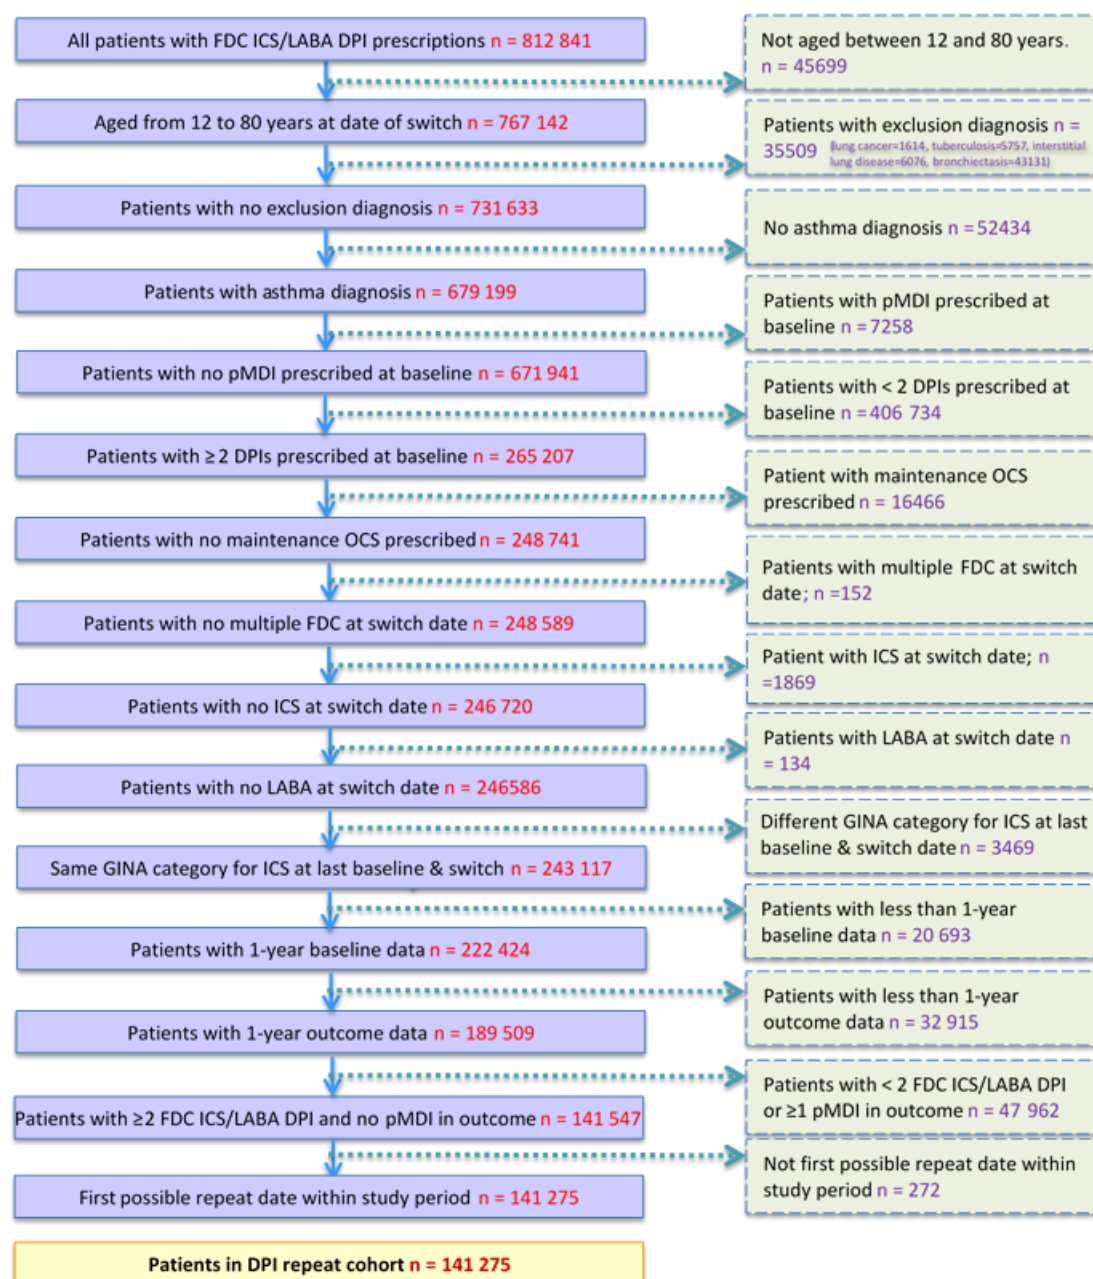 All patients with FDC ICS/LABA DPI prescriptions n = 812 841
Not aged between 12 and 80 years.
n = 45699
Aged from 12 to 80 years at date of switch n = 767 142
Patients with exclusion diagnosis n =
35509 (lung cancer=1614, tuberculosis=5757, interstitial
lung disease=6076, bronchiectasis=43131)
Patients with no exclusion diagnosis n = 731 633
No asthma diagnosis n =52434
Patients with asthma diagnosis n = 679 199
Patients with pMDI prescribed at
baseline n =7258
Patients with no pMDI prescribed at baseline n = 671 941
Patients with < 2 DPIs prescribed at
baseline n =406 734
Patients with ≥ 2 DPIs prescribed at baseline n = 265 207
Patient with maintenance OCS
prescribed n = 16466
Patients with no maintenance OCS prescribed n = 248 741
Patients with multiple FDC at switch
date; n =152
Patients with no multiple FDC at switch date n = 248 589
Patient with ICS at switch date; n
=1869
Patients with no ICS at switch date n = 246 720
Patients with LABA at switch date n
= 134
Patients with no LABA at switch date n = 246586
Different GINA category for ICS at last
baseline & switch date n = 3469
Same GINA category for ICS at last baseline & switch n = 243 117
Patients with less than 1-year
baseline data n = 20 693
Patients with 1-year baseline data n = 222 424
Patients with less than 1-year
outcome data n = 32 915
Patients with 1-year outcome data n = 189 509
Patients with < 2 FDC ICS/LABA DPI
or ≥1 pMDI in outcome n = 47 962
Patients with ≥2 FDC ICS/LABA DPI and no pMDI in outcome n = 141 547
Not first possible repeat date within
study period n = 272
First possible repeat date within study period n = 141 275
Patients in DPI repeat cohort n = 141 275